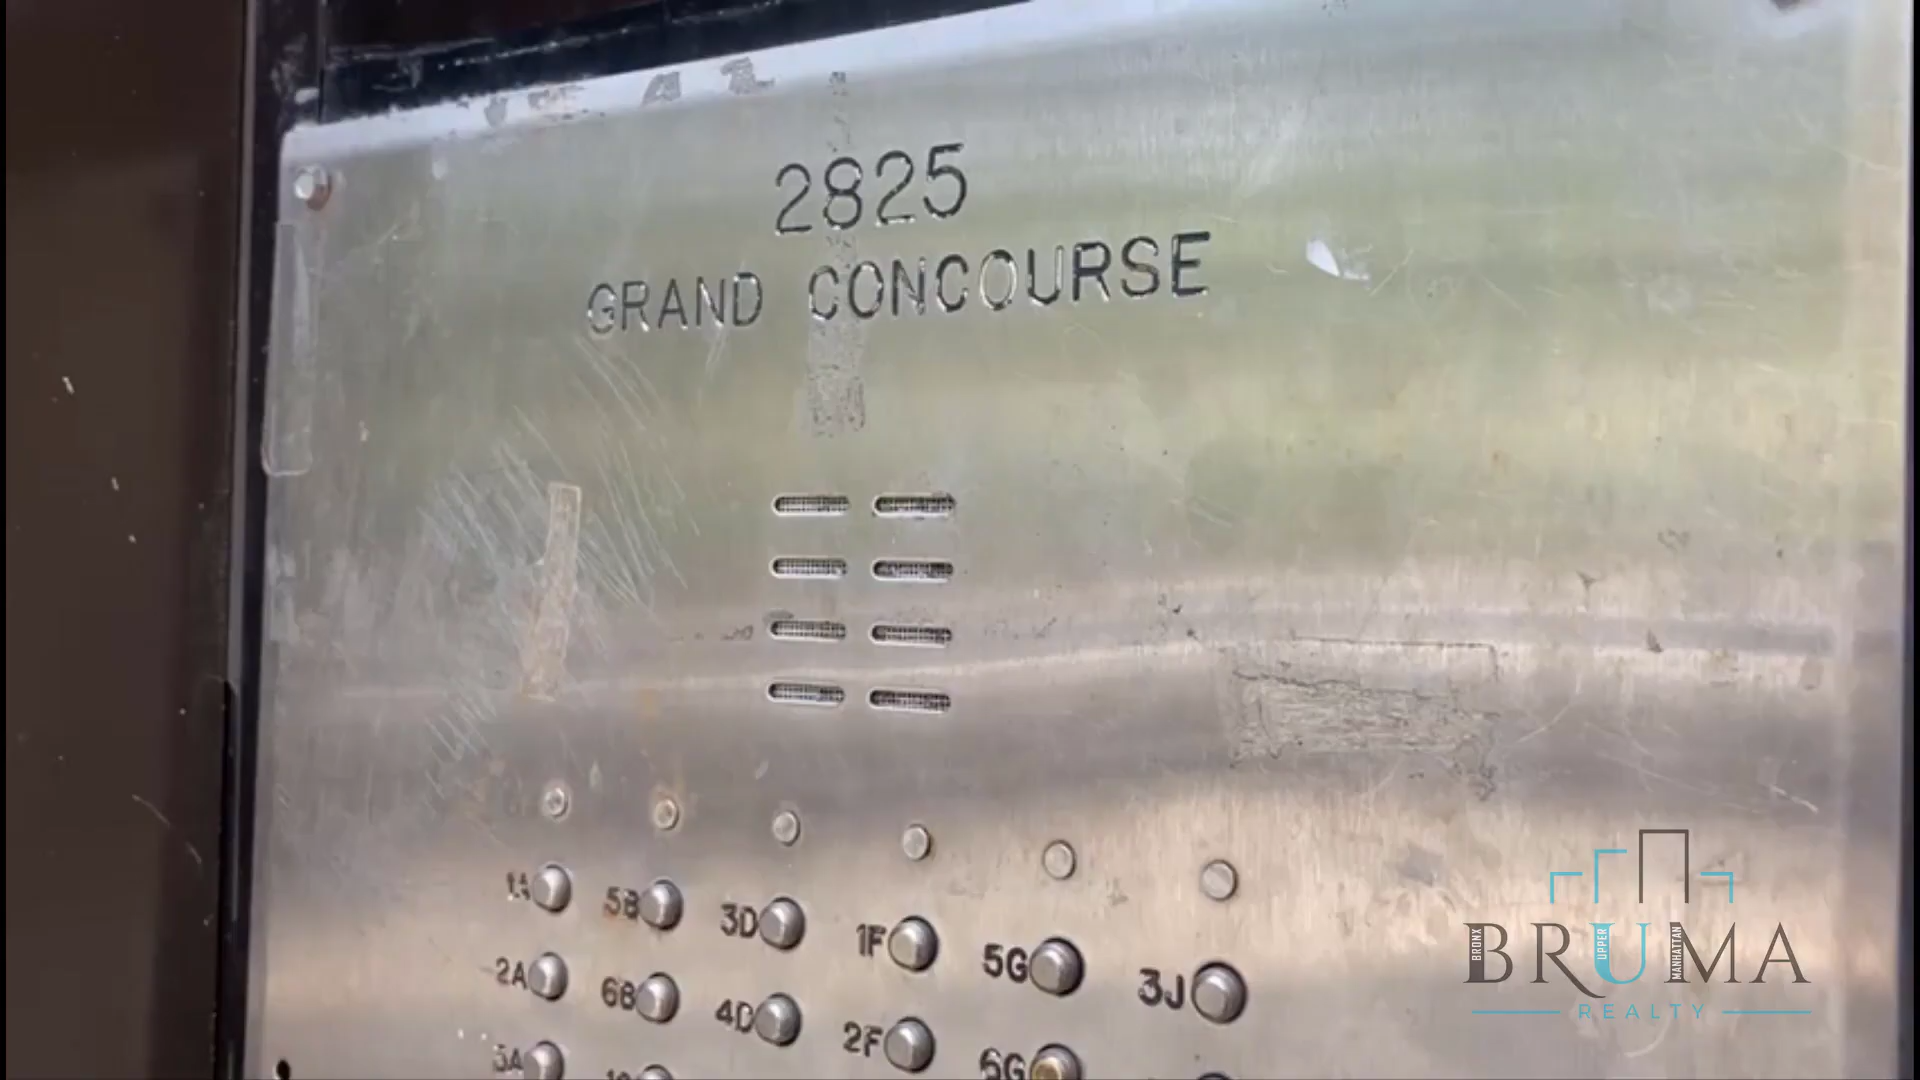 2825
GRAND CONCOURSE
1A 5B 3D 1F 5G 3J
2A 6B 4D 2F 6G
3A
BRONX UPPER MANHATTAN
BRUMA
REALTY